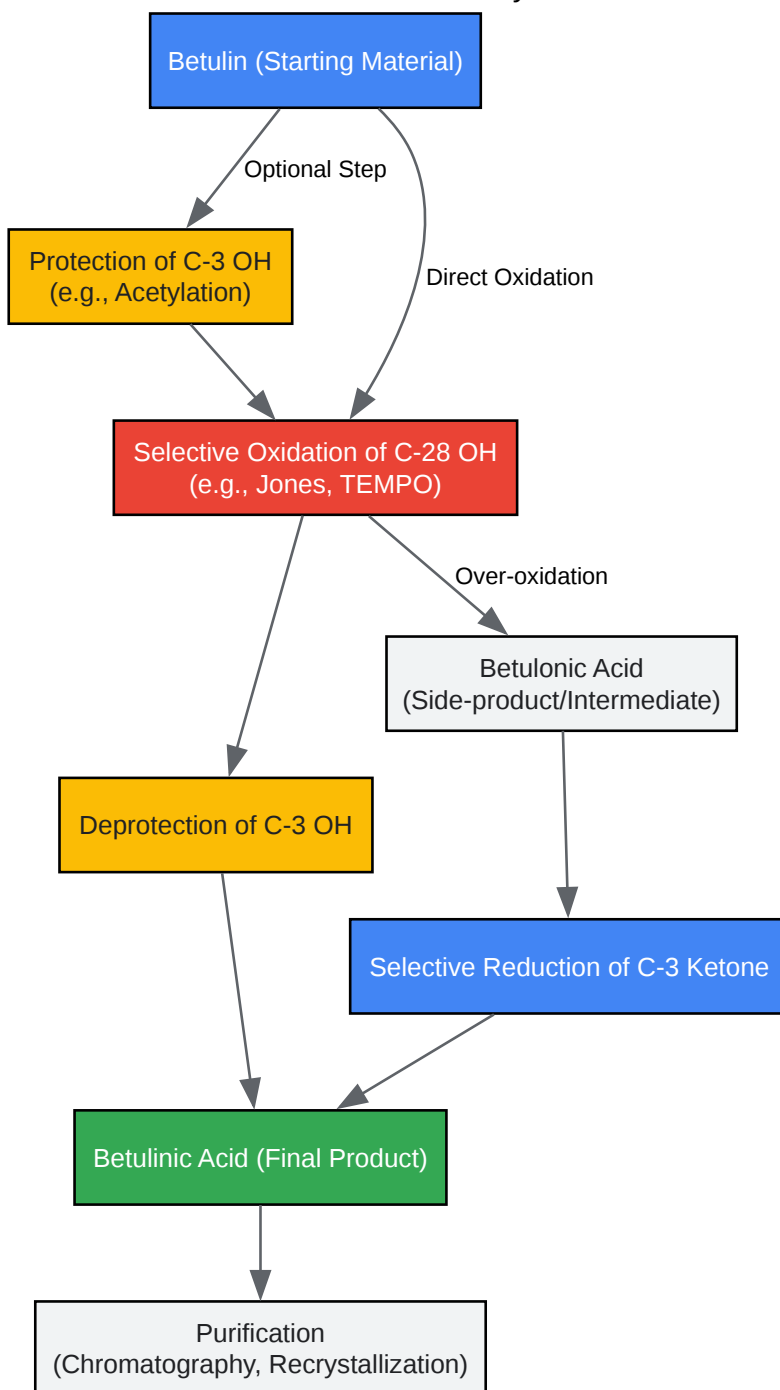 Betulin (Starting Material)
Optional Step
Protection of C-3 OH
(e.g., Acetylation)
Direct Oxidation
Selective Oxidation of C-28 OH
(e.g., Jones, TEMPO)
Over-oxidation
Betulonic Acid
(Side-product/Intermediate)
Deprotection of C-3 OH
Selective Reduction of C-3 Ketone
Betulinic Acid (Final Product)
Purification
(Chromatography, Recrystallization)